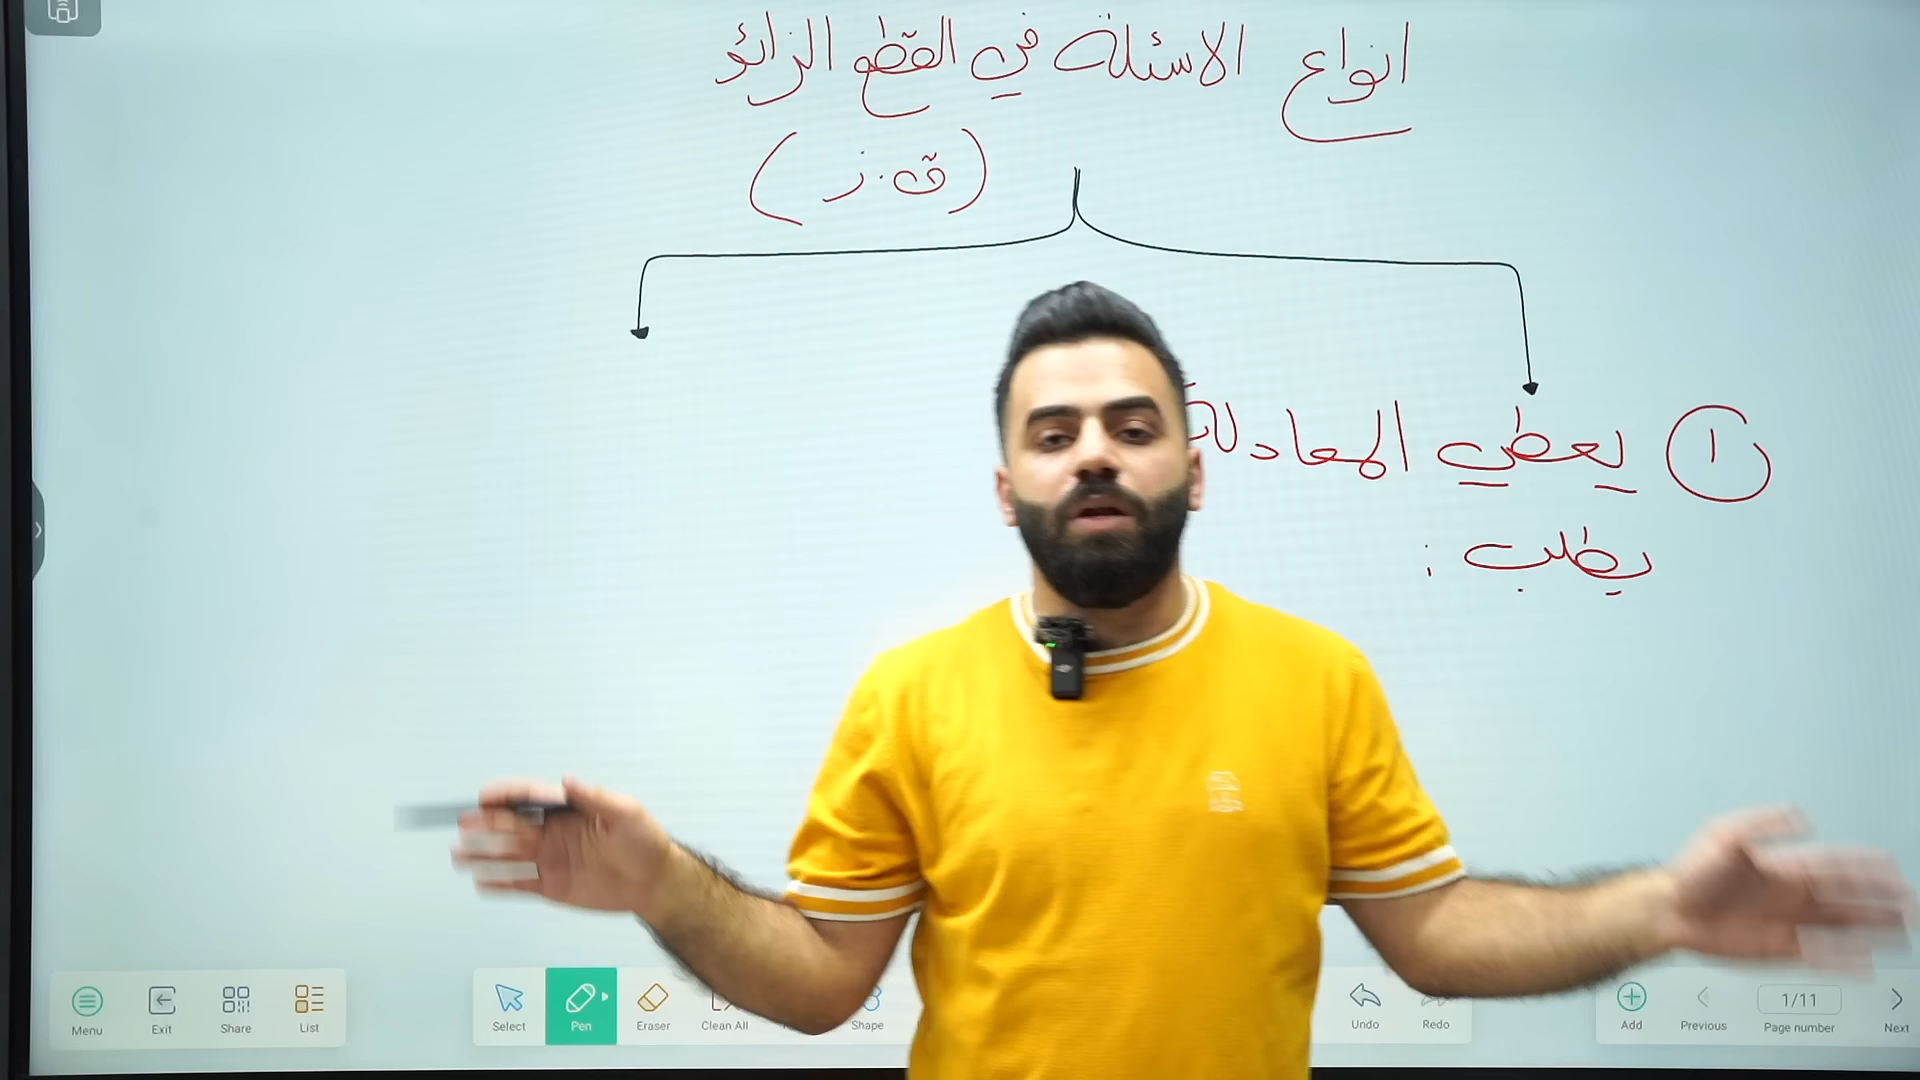 انواع الاسئلة في القطع الزائد
(ق.ز)
١ يعطي المعادلة
يطلب :
Menu
Exit
Share
List
Select
Pen
Eraser
Clean All
Shape
Undo
Redo
Add
Previous
1/11
Page number
Next